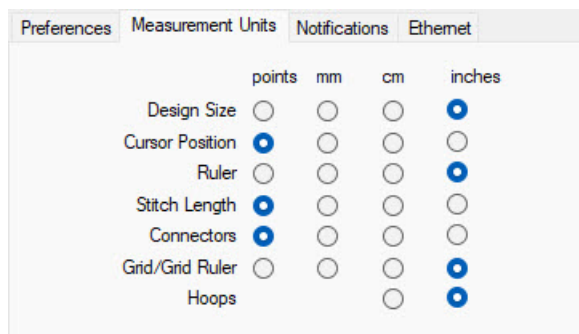 Preferences Measurement Units Notifications Ethernet
points mm cm inches
Design Size
Cursor Position
Ruler
Stitch Length
Connectors
Grid/Grid Ruler
Hoops